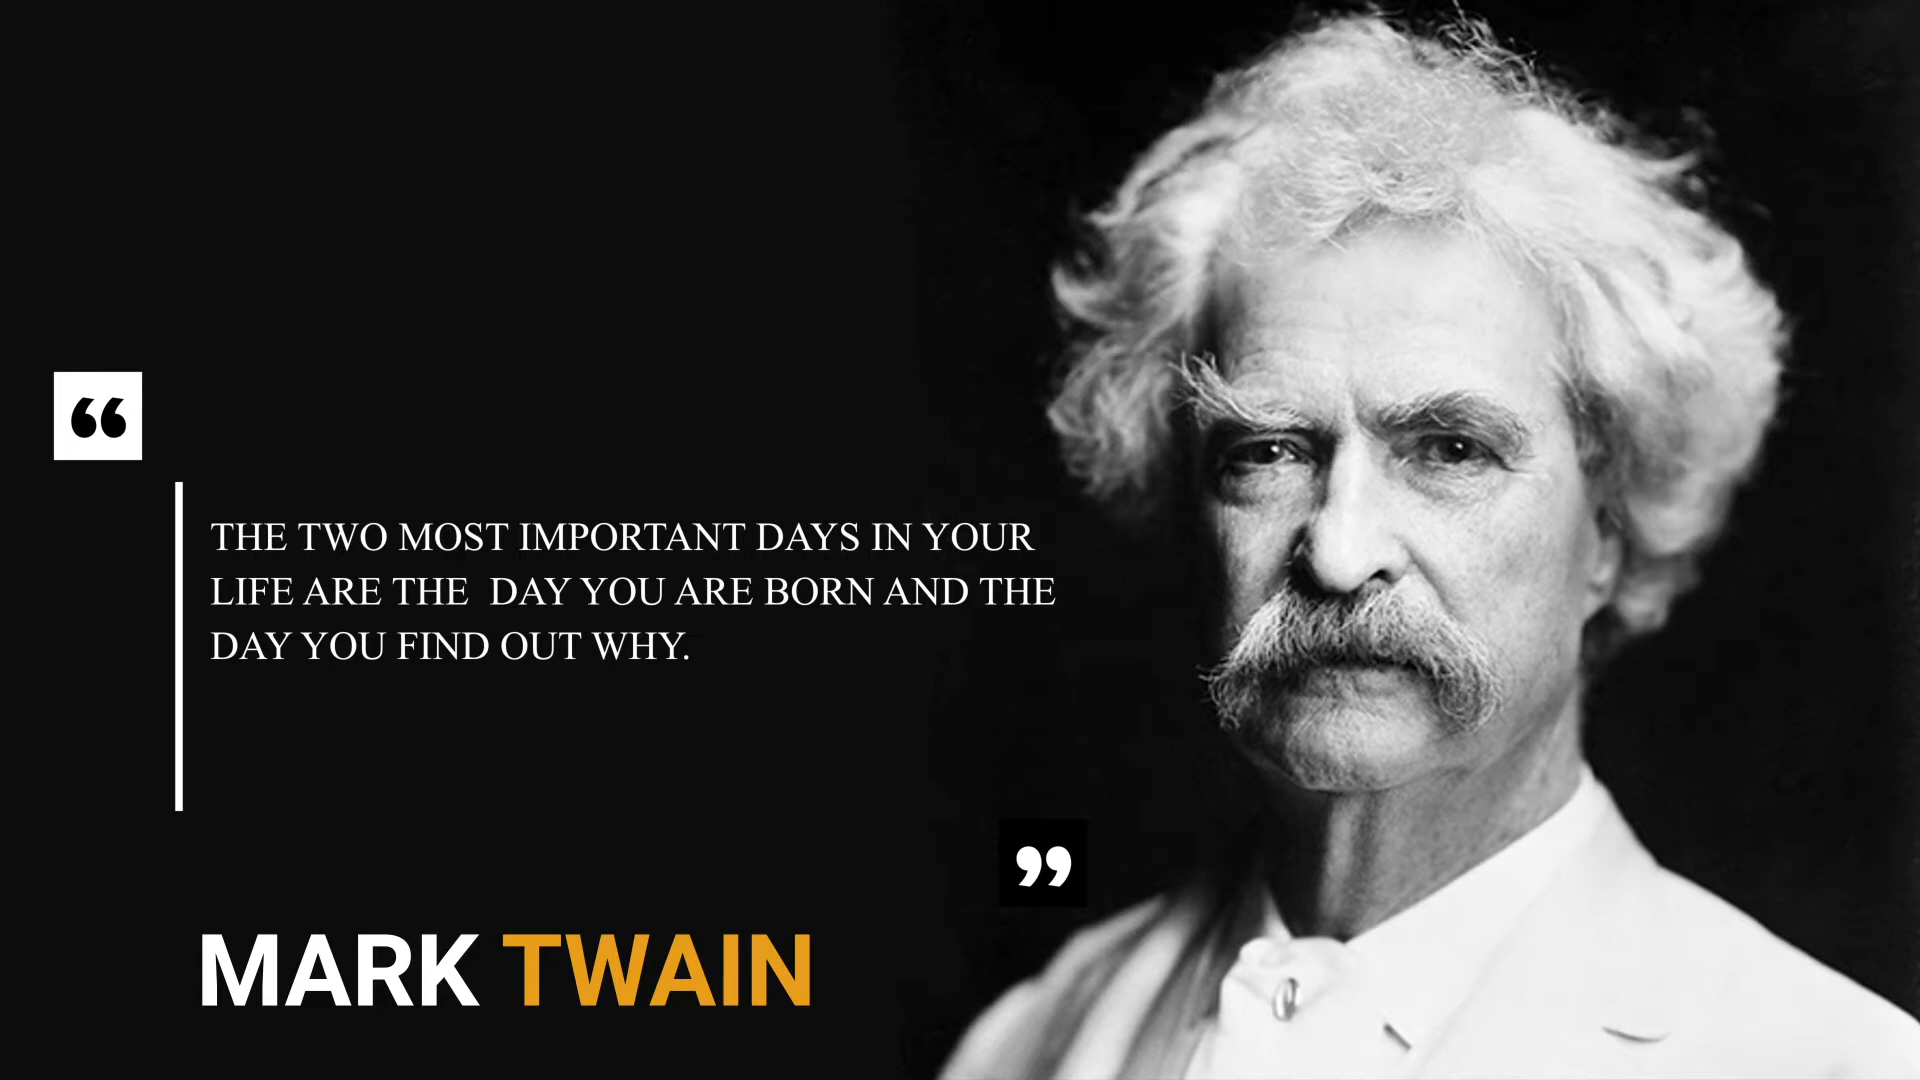 “
THE TWO MOST IMPORTANT DAYS IN YOUR
LIFE ARE THE  DAY YOU ARE BORN AND THE
DAY YOU FIND OUT WHY.
”
MARK TWAIN